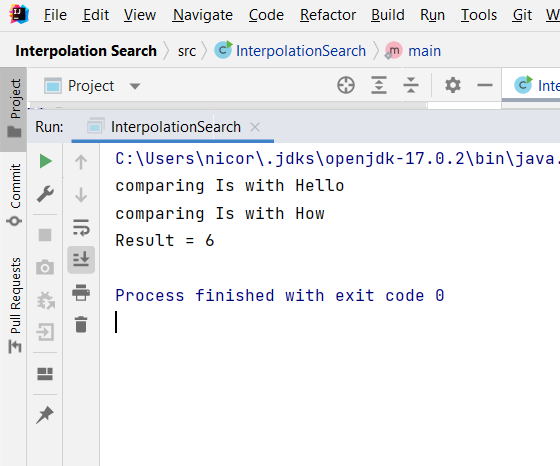 File Edit View Navigate Code Refactor Build Run Tools Git
Interpolation Search src InterpolationSearch main
Project
Project
Run: InterpolationSearch
C:\Users\nicor\.jdks\openjdk-17.0.2\bin\java.
comparing Is with Hello
comparing Is with How
Result = 6
Process finished with exit code 0
Commit
Pull Requests